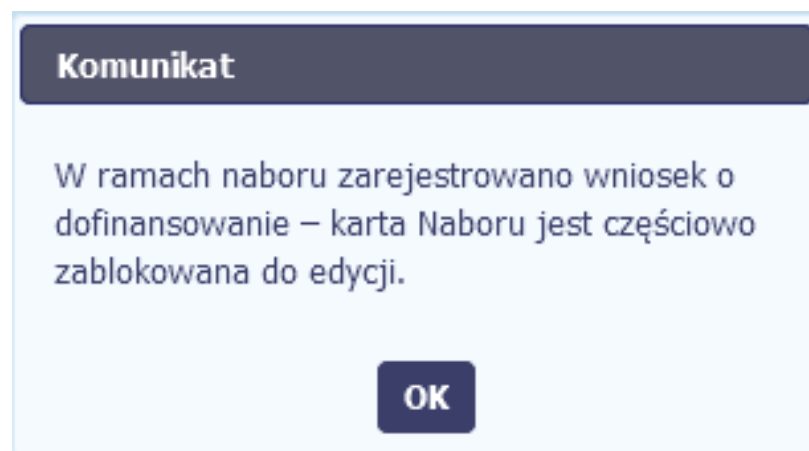 Komunikat
W ramach naboru zarejestrowano wniosek o
dofinansowanie – karta Naboru jest częściowo
zablokowana do edycji.
OK